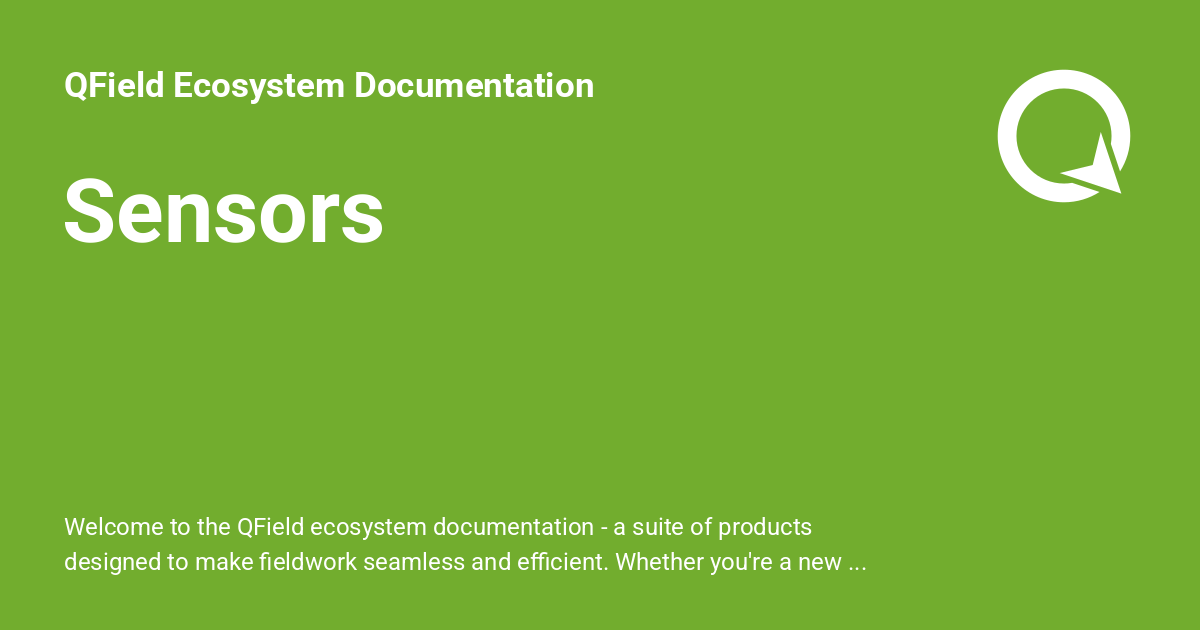 QField Ecosystem Documentation
Sensors
Welcome to the QField ecosystem documentation - a suite of products
designed to make fieldwork seamless and efficient. Whether you're a new ...